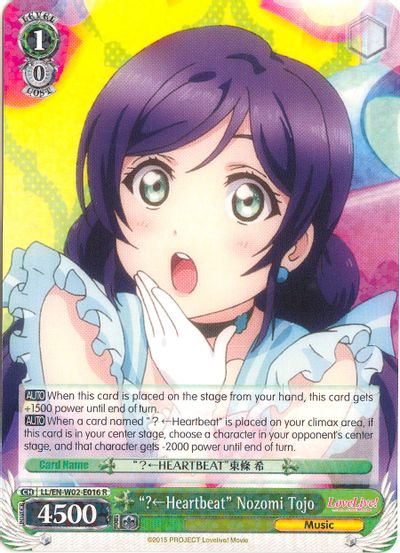 LEVEL
1
0
COST
AUTO When this card is placed on the stage from your hand, this card gets
+1500 power until end of turn.
AUTO When a card named "？←Heartbeat" is placed on your climax area, if
this card is in your center stage, choose a character in your opponent's center
stage, and that character gets -2000 power until end of turn.
Card Name "？←HEARTBEAT"東條 希
CH LL/EN-W02-E016 R
"？←Heartbeat" Nozomi Tojo
LoveLive!
4500
Music
©2015 PROJECT Lovelive! Movie